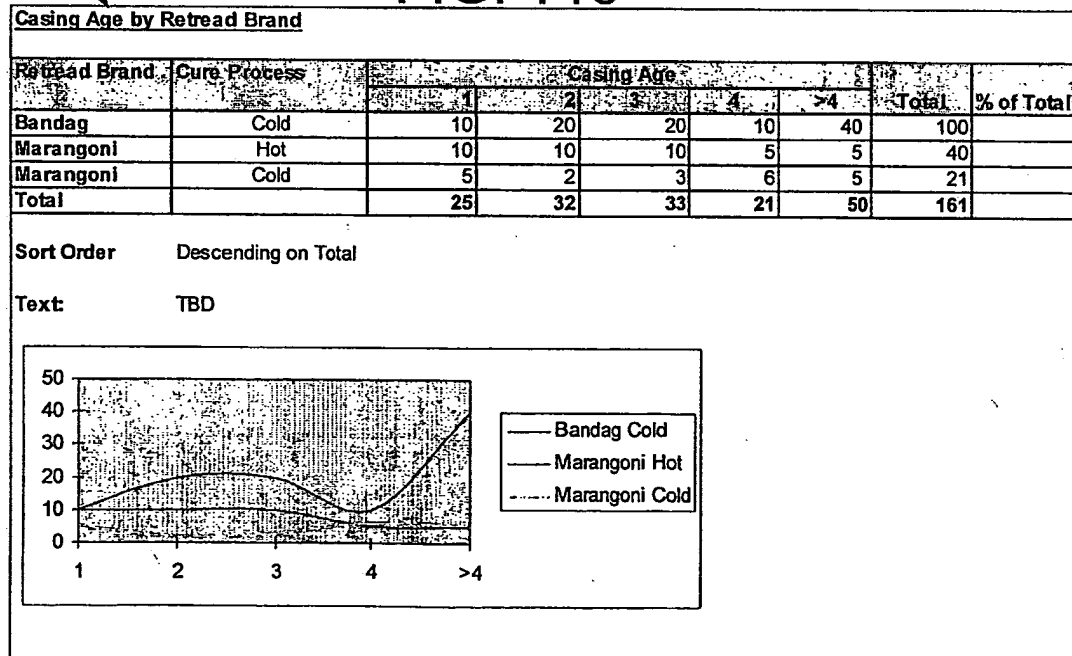 Casing Age by Retread Brand
Retread Brand Cure Process Casing Age
1 2 3 4 >4 Total % of Total
Bandag Cold 10 20 20 10 40 100
Marangoni Hot 10 10 10 5 5 40
Marangoni Cold 5 2 3 6 5 21
Total 25 32 33 21 50 161
Sort Order Descending on Total
Text: TBD
50
40
30
20
10
0
1 2 3 4 >4
Bandag Cold
Marangoni Hot
Marangoni Cold